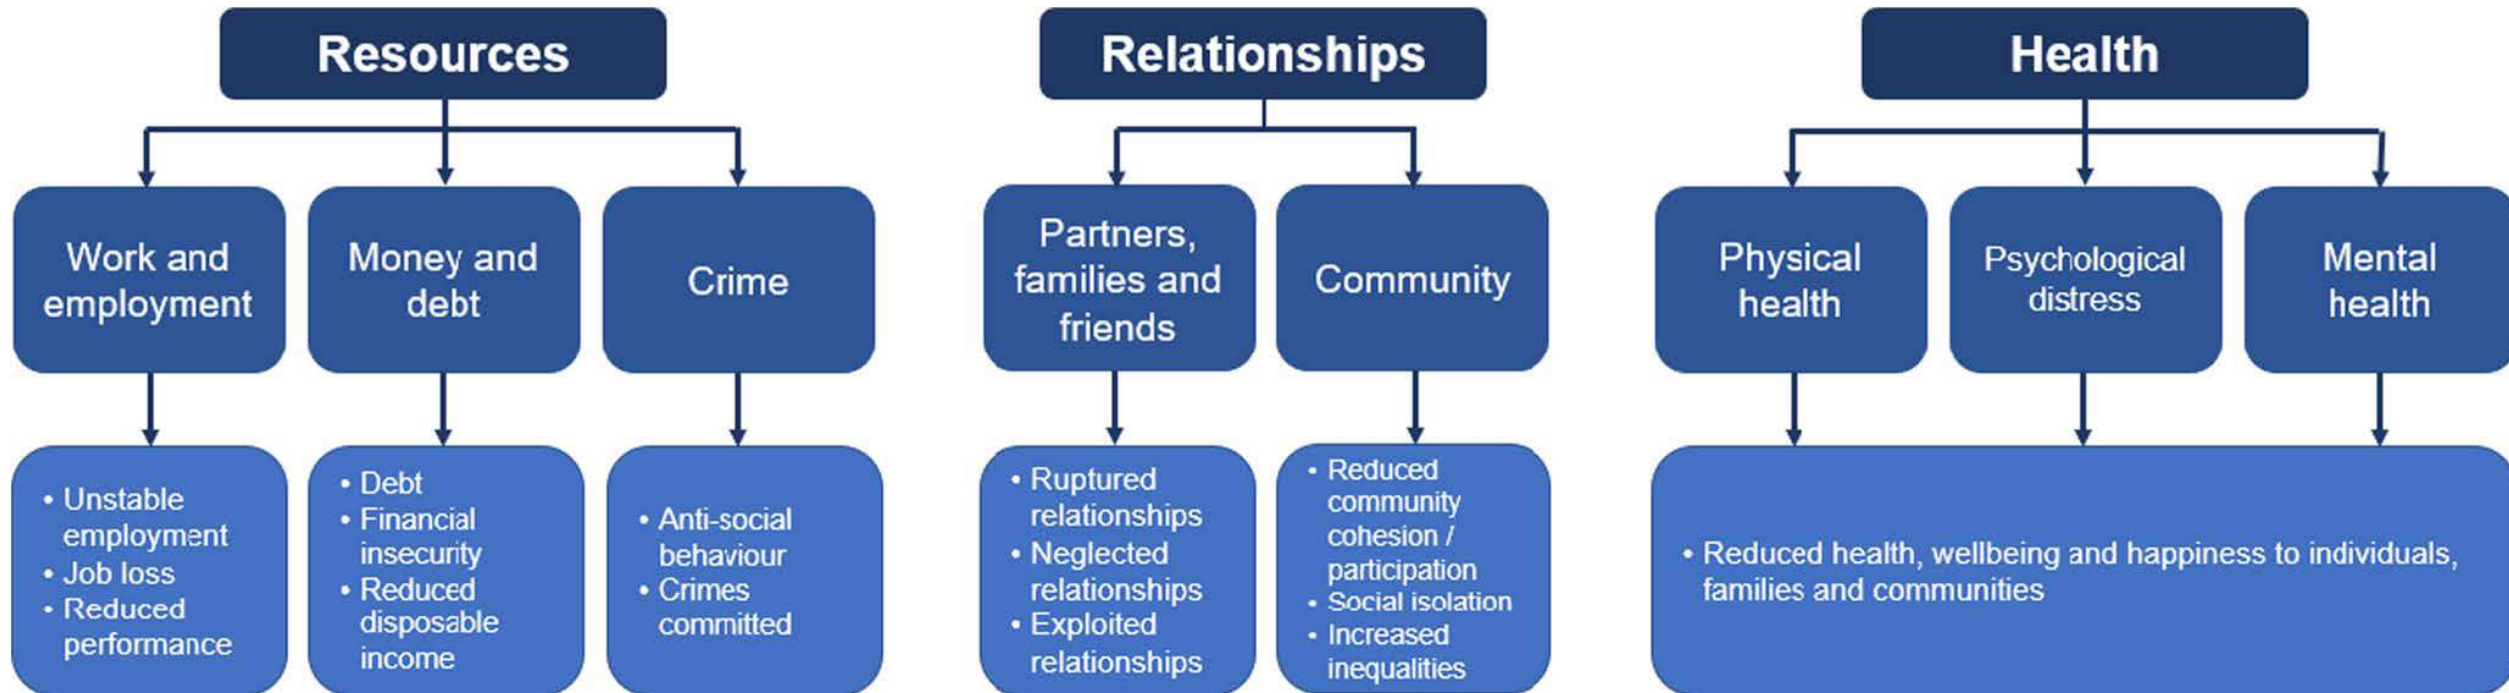 Resources
Relationships
Health
Work and
employment
Money and
debt
Crime
Partners,
families and
friends
Community
Physical
health
Psychological
distress
Mental
health
• Unstable
employment
• Job loss
• Reduced
performance
• Debt
• Financial
insecurity
• Reduced
disposable
income
• Anti-social
behaviour
• Crimes
committed
• Ruptured
relationships
• Neglected
relationships
• Exploited
relationships
• Reduced
community
cohesion /
participation
• Social isolation
• Increased
inequalities
• Reduced health, wellbeing and happiness to individuals,
families and communities